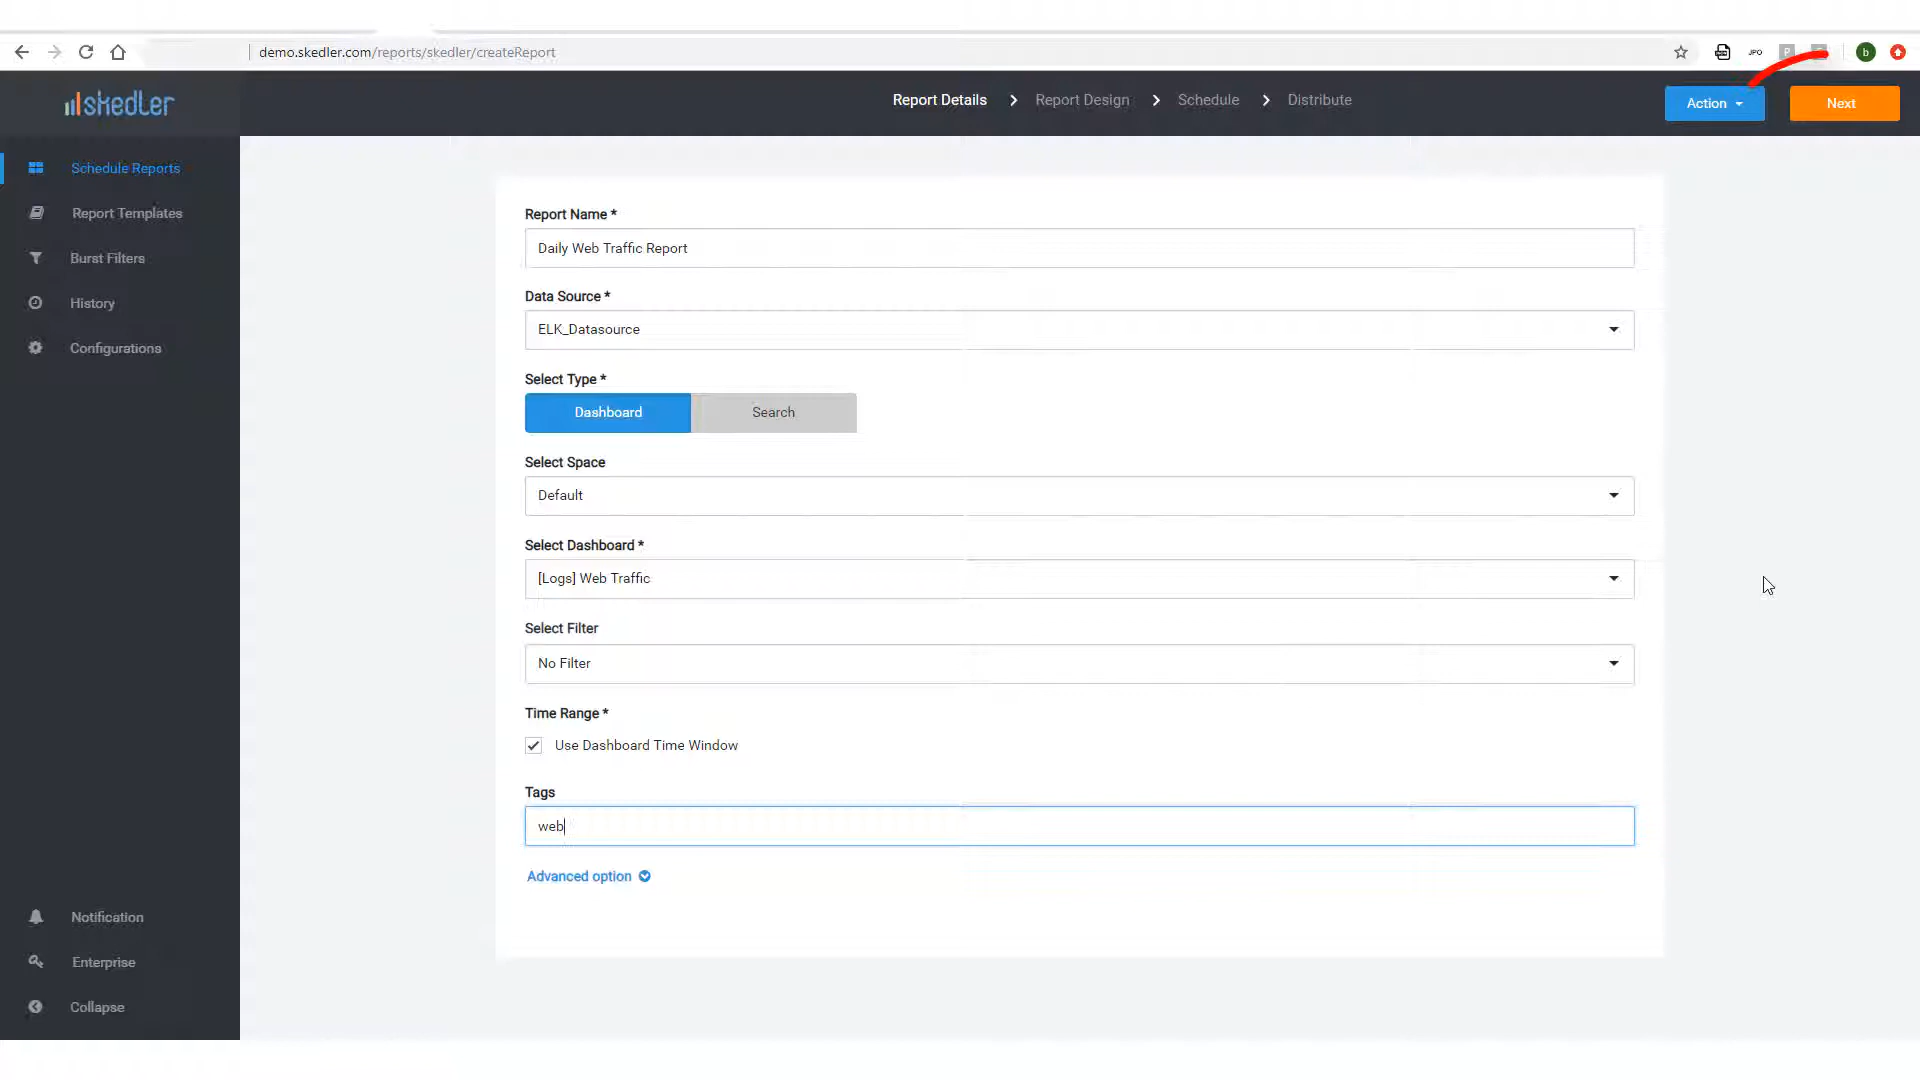 demo.skedler.com/reports/skedler/createReport
JPO
b
skedler
Report Details
Report Design
Schedule
Distribute
Action
Next
Schedule Reports
Report Templates
Burst Filters
History
Configurations
Report Name *
Daily Web Traffic Report
Data Source *
ELK_Datasource
Select Type *
Dashboard
Search
Select Space
Default
Select Dashboard *
[Logs] Web Traffic
Select Filter
No Filter
Time Range *
Use Dashboard Time Window
Tags
web
Advanced option
Notification
Enterprise
Collapse